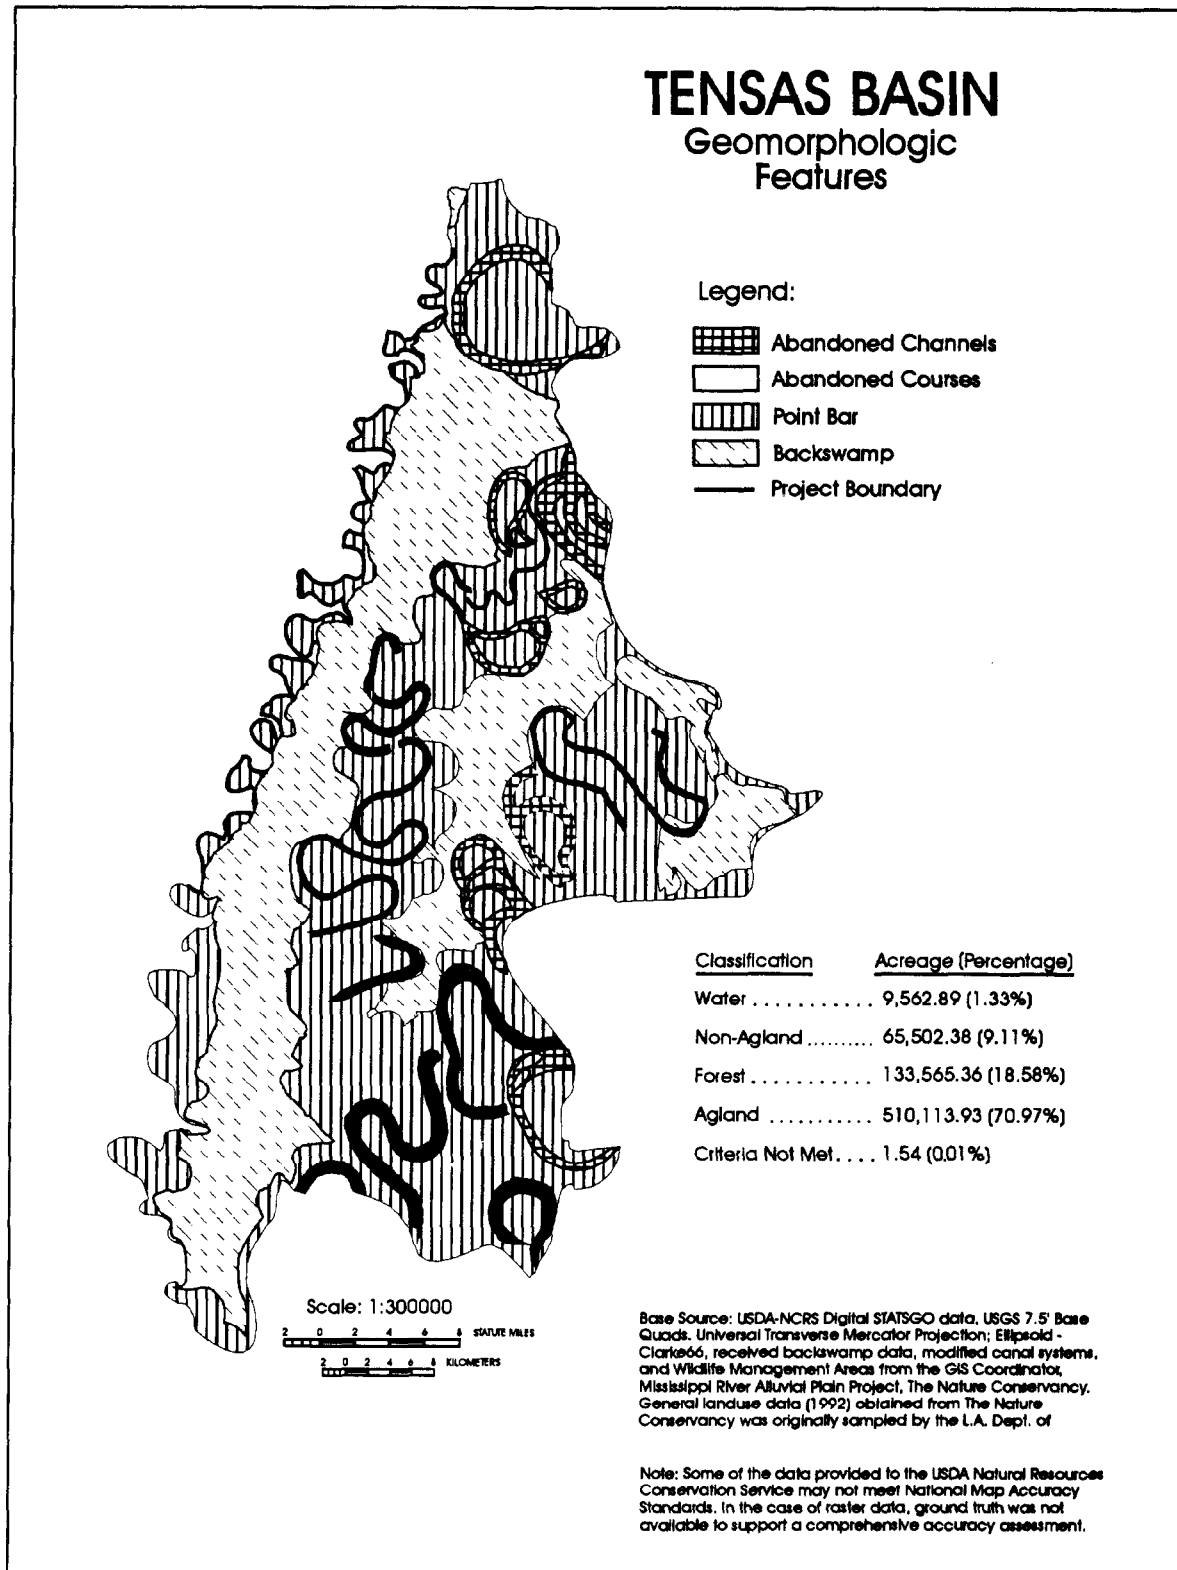 TENSAS BASIN
Geomorphologic
Features
Legend:
Abandoned Channels
Abandoned Courses
Point Bar
Backswamp
Project Boundary
Classification Acreage (Percentage)
Water . . . . . . . . . . . 9,562.89 (1.33%)
Non-Agland .......... 65,502.38 (9.11%)
Forest . . . . . . . . . . . 133,565.36 (18.58%)
Agland . . . . . . . . . . 510,113.93 (70.97%)
Criteria Not Met. . . . 1.54 (0.01%)
Scale: 1:300000
2 0 2 4 6 8 STATUTE MILES
2 0 2 4 6 8 KILOMETERS
Base Source: USDA-NCRS Digital STATSGO data, USGS 7.5' Base
Quads. Universal Transverse Mercator Projection; Ellipsoid -
Clarke66, received backswamp data, modified canal systems,
and Wildlife Management Areas from the GIS Coordinator,
Mississippi River Alluvial Plain Project, The Nature Conservancy.
General landuse data (1992) obtained from The Nature
Conservancy was originally sampled by the L.A. Dept. of
Note: Some of the data provided to the USDA Natural Resources
Conservation Service may not meet National Map Accuracy
Standards. In the case of raster data, ground truth was not
available to support a comprehensive accuracy assessment.